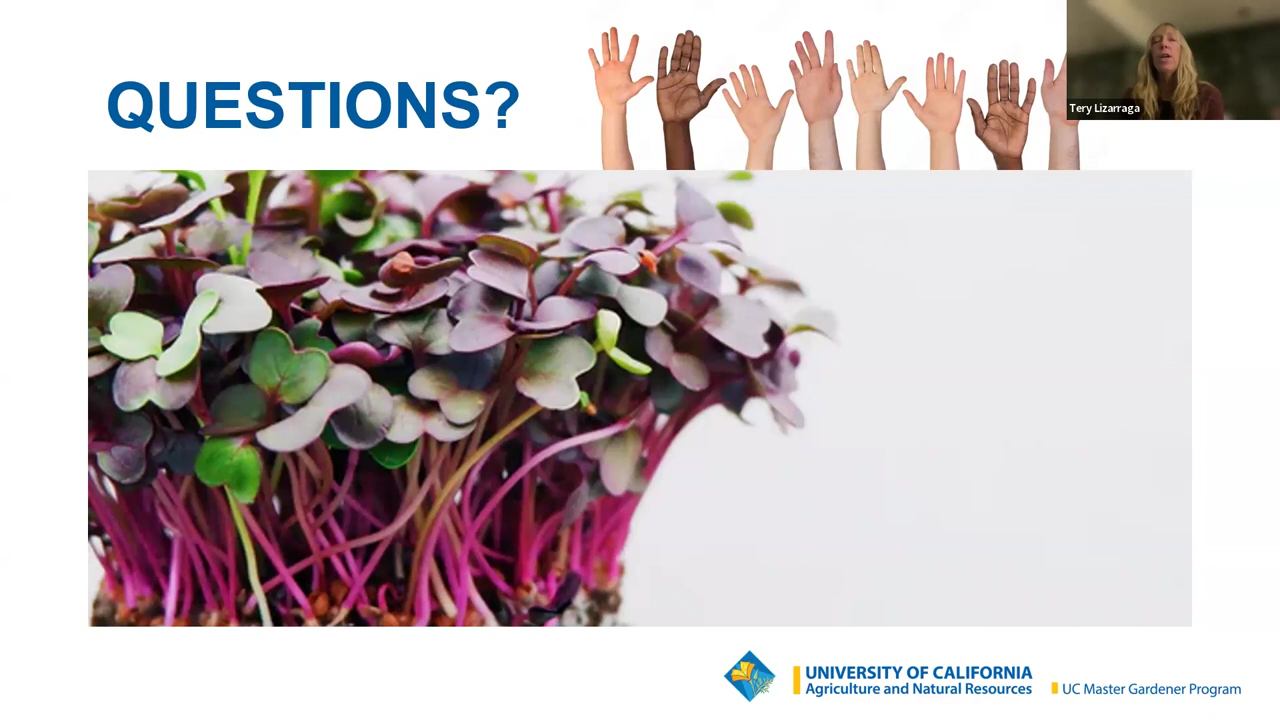 QUESTIONS?
Tery Lizarraga
UNIVERSITY OF CALIFORNIA
Agriculture and Natural Resources
UC Master Gardener Program